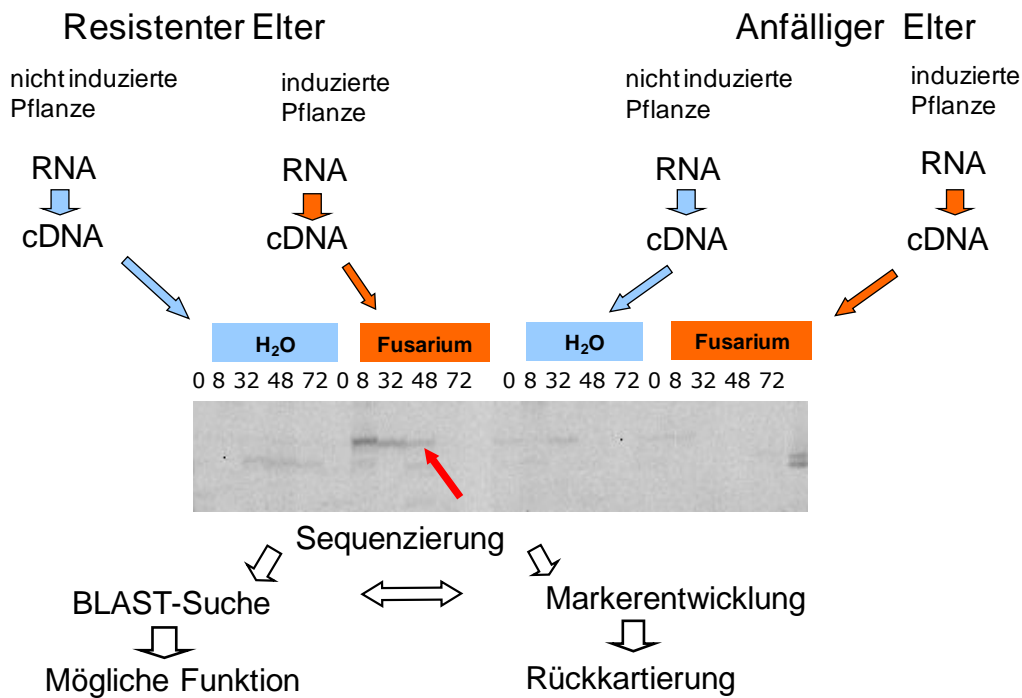 Resistenter Elter
Anfälliger Elter
nicht induzierte
Pflanze
induzierte
Pflanze
nicht induzierte
Pflanze
induzierte
Pflanze
RNA
RNA
RNA
RNA
cDNA
cDNA
cDNA
cDNA
H₂O
Fusarium
H₂O
Fusarium
0 8 32 48 72 0 8 32 48 72 0 8 32 48 72 0 8 32 48 72
Sequenzierung
BLAST-Suche
Markerentwicklung
Mögliche Funktion
Rückkartierung